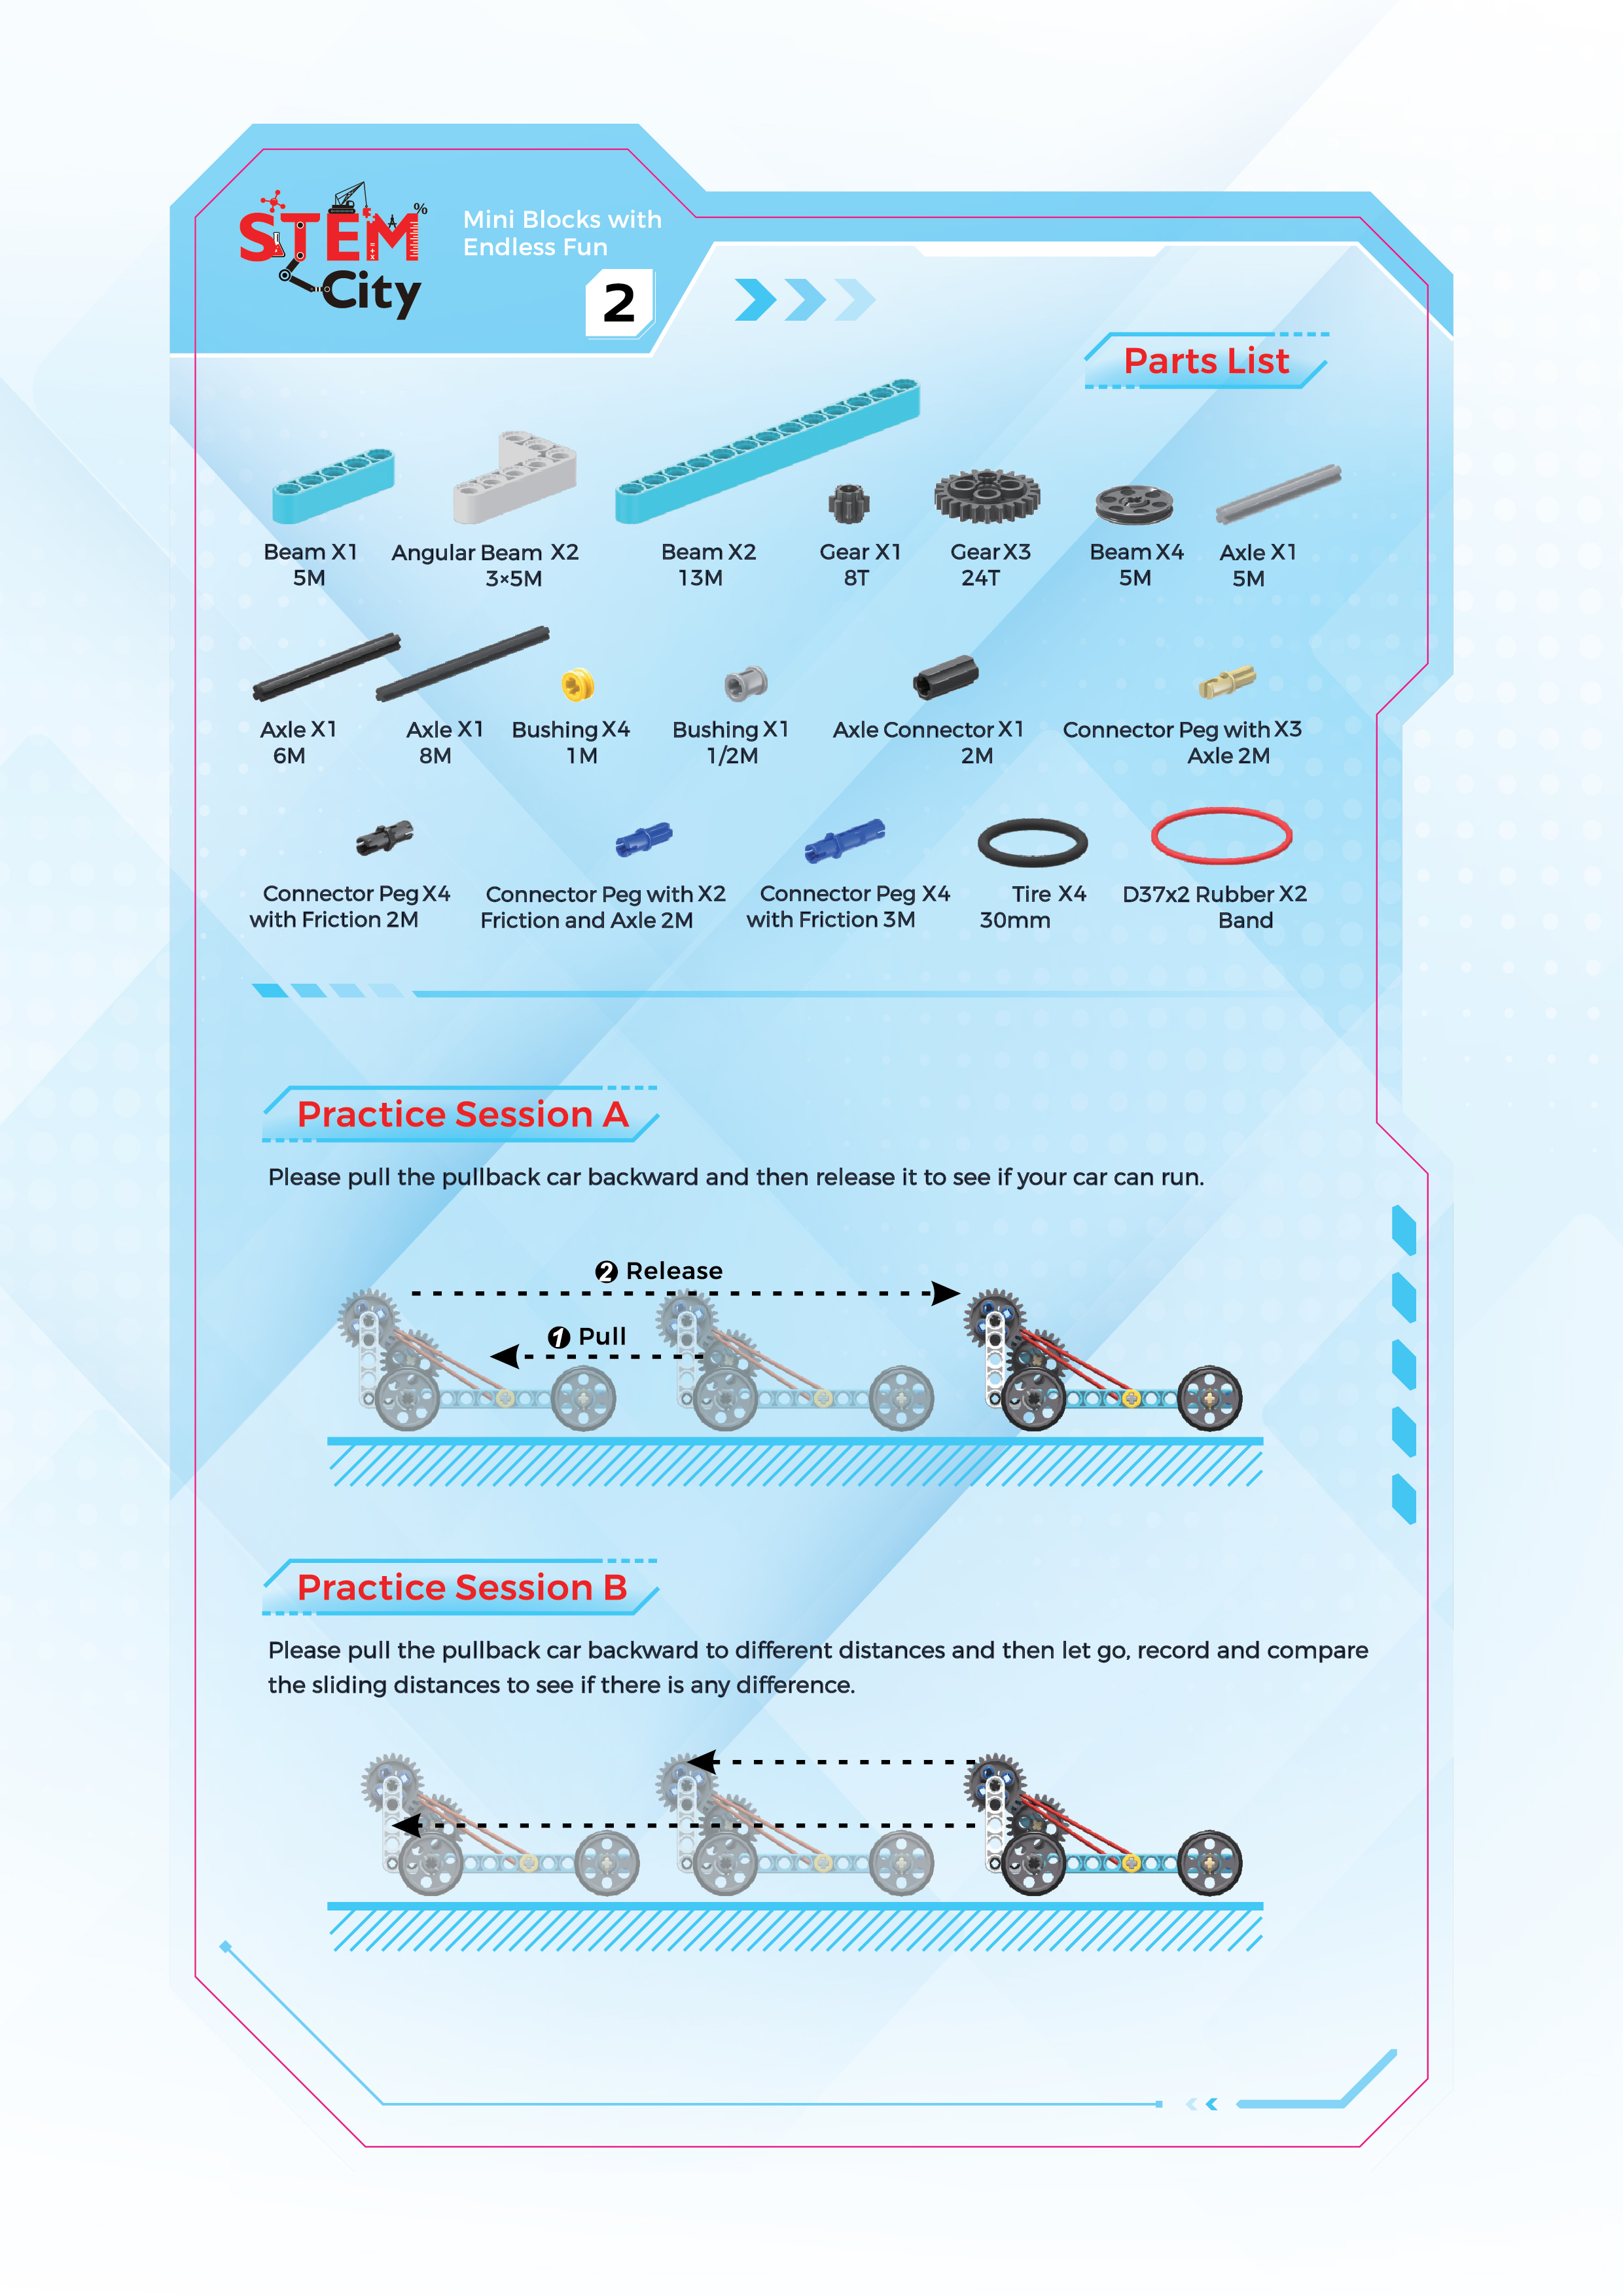 STEM %
City
Mini Blocks with
Endless Fun
2
Parts List
Beam X1
5M
Angular Beam X2
3×5M
Beam X2
13M
Gear X1
8T
Gear X3
24T
Beam X4
5M
Axle X1
5M
Axle X1
6M
Axle X1
8M
Bushing X4
1M
Bushing X1
1/2M
Axle Connector X1
2M
Connector Peg with X3
Axle 2M
Connector Peg X4
with Friction 2M
Connector Peg with X2
Friction and Axle 2M
Connector Peg X4
with Friction 3M
Tire X4
30mm
D37x2 Rubber X2
Band
Practice Session A
Please pull the pullback car backward and then release it to see if your car can run.
2 Release
1 Pull
Practice Session B
Please pull the pullback car backward to different distances and then let go, record and compare
the sliding distances to see if there is any difference.